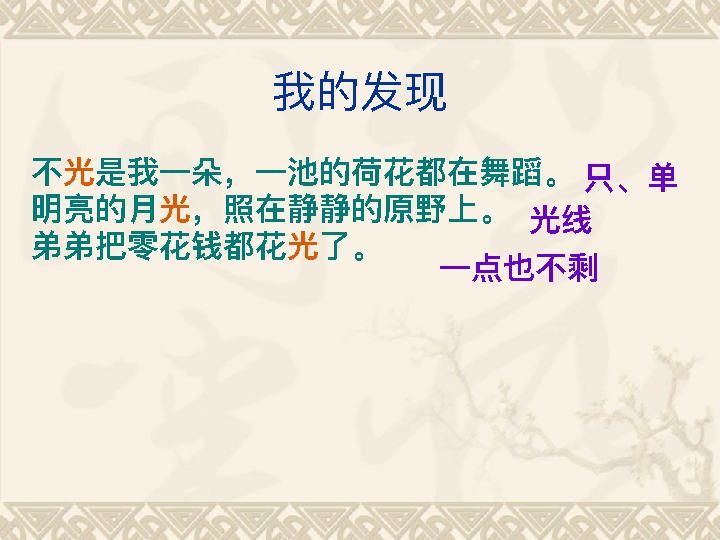 我的发现
不光是我一朵，一池的荷花都在舞蹈。 只、单
明亮的月光，照在静静的原野上。 光线
弟弟把零花钱都花光了。 一点也不剩